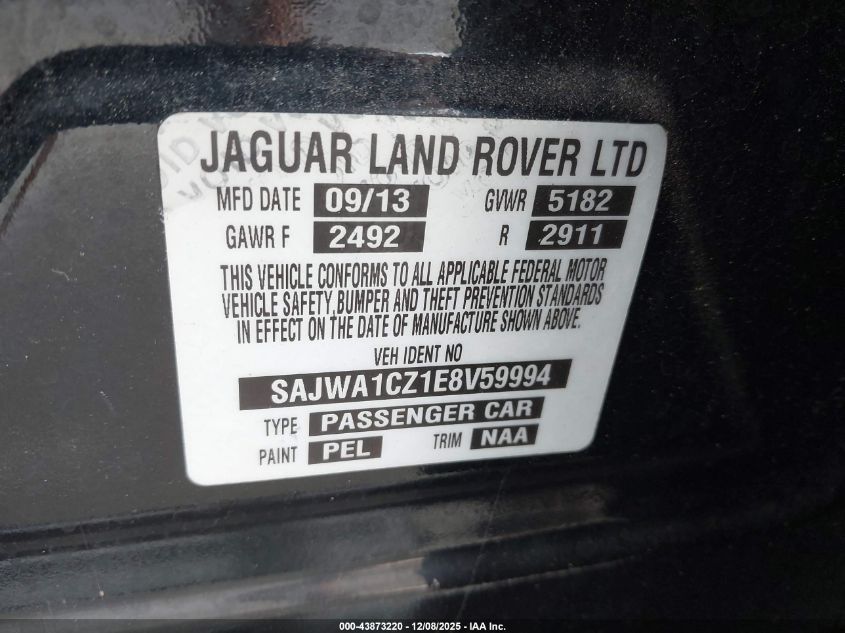 JAGUAR LAND ROVER LTD
MFD DATE 09/13 GVWR 5182
GAWR F 2492 R 2911
THIS VEHICLE CONFORMS TO ALL APPLICABLE FEDERAL MOTOR
VEHICLE SAFETY,BUMPER AND THEFT PREVENTION STANDARDS
IN EFFECT ON THE DATE OF MANUFACTURE SHOWN ABOVE.
VEH IDENT NO
SAJWA1CZ1E8V59994
TYPE PASSENGER CAR
PAINT PEL TRIM NAA
000-43873220 - 12/08/2025 - IAA Inc.